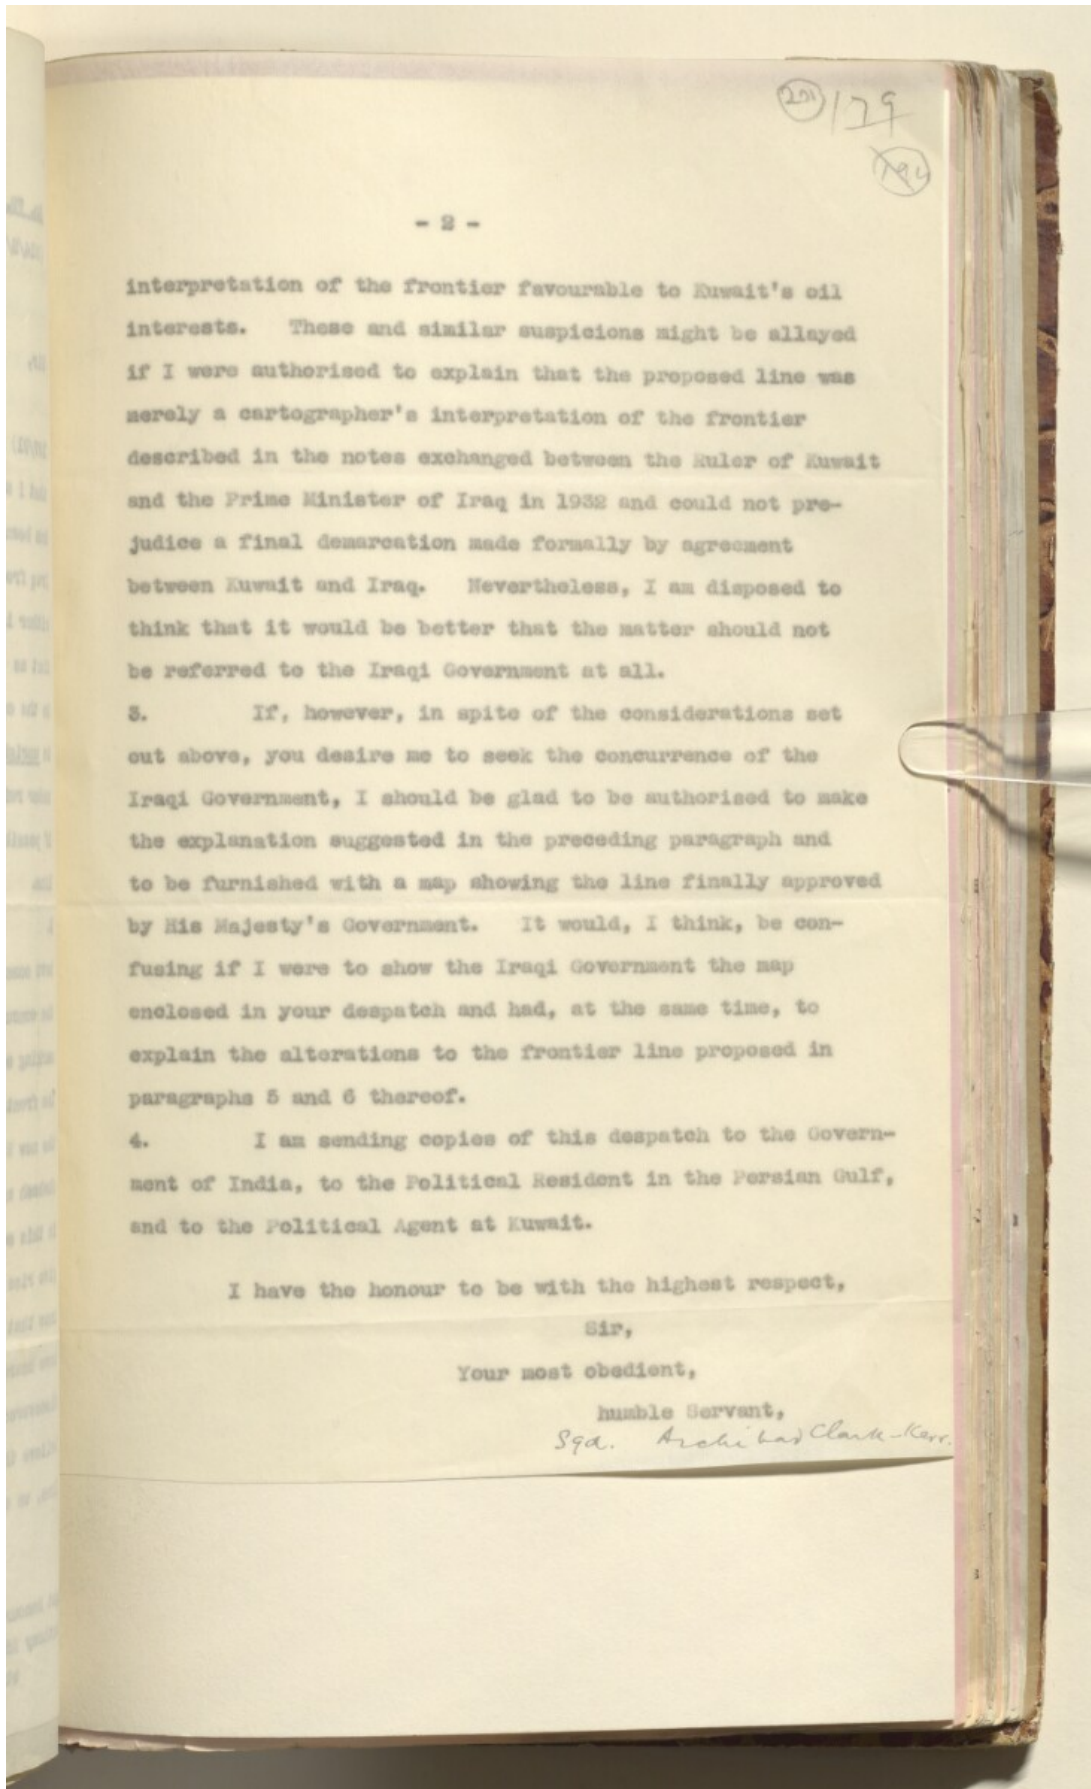 201
179
194
- 2 -
interpretation of the frontier favourable to Kuwait's oil
interests. These and similar suspicions might be allayed
if I were authorised to explain that the proposed line was
merely a cartographer's interpretation of the frontier
described in the notes exchanged between the Ruler of Kuwait
and the Prime Minister of Iraq in 1932 and could not pre-
judice a final demarcation made formally by agreement
between Kuwait and Iraq. Nevertheless, I am disposed to
think that it would be better that the matter should not
be referred to the Iraqi Government at all.
3. If, however, in spite of the considerations set
out above, you desire me to seek the concurrence of the
Iraqi Government, I should be glad to be authorised to make
the explanation suggested in the preceding paragraph and
to be furnished with a map showing the line finally approved
by His Majesty's Government. It would, I think, be con-
fusing if I were to show the Iraqi Government the map
enclosed in your despatch and had, at the same time, to
explain the alterations to the frontier line proposed in
paragraphs 5 and 6 thereof.
4. I am sending copies of this despatch to the Govern-
ment of India, to the Political Resident in the Persian Gulf,
and to the Political Agent at Kuwait.
I have the honour to be with the highest respect,
Sir,
Your most obedient,
humble Servant,
Sgd. Archibald Clark-Kerr.